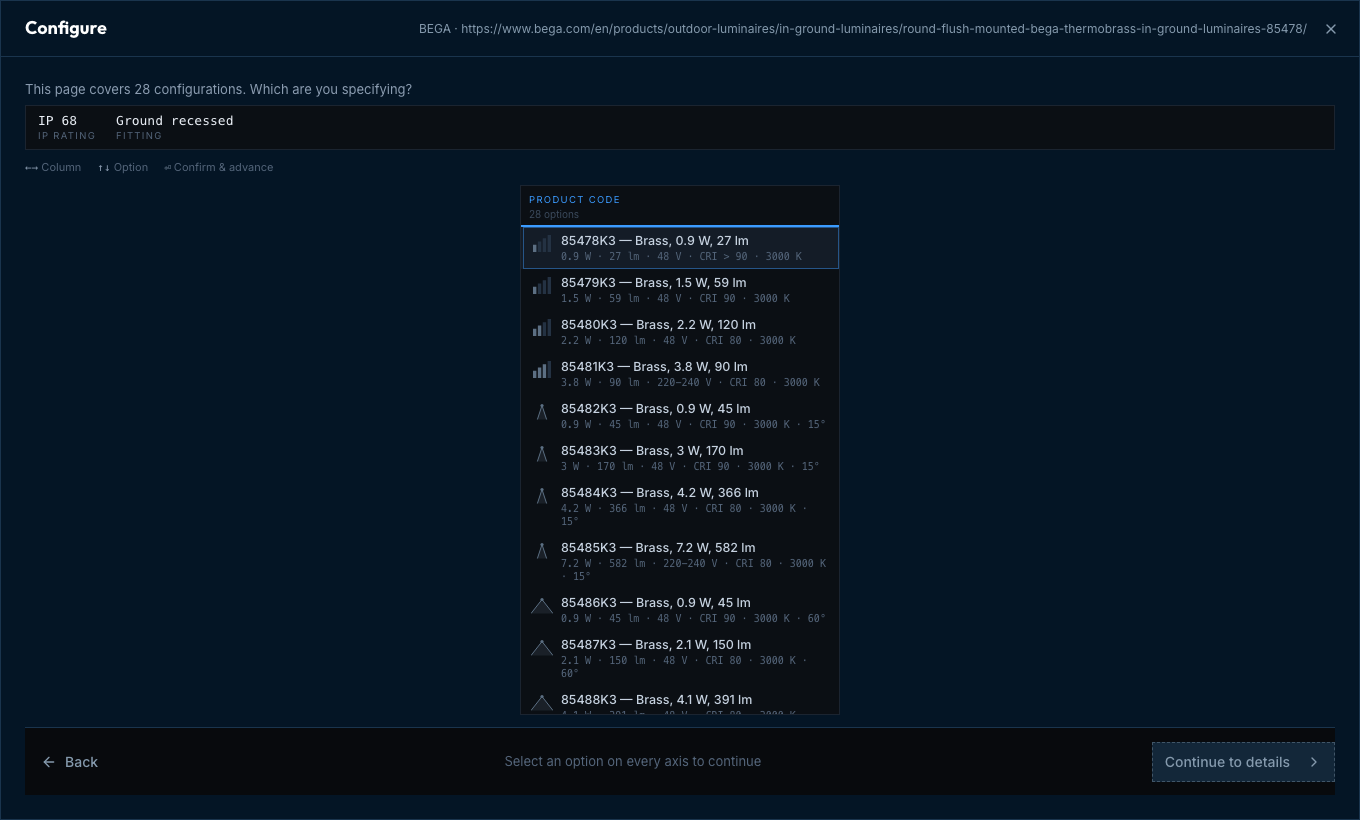 Configure
BEGA · https://www.bega.com/en/products/outdoor-luminaires/in-ground-luminaires/round-flush-mounted-bega-thermobrass-in-ground-luminaires-85478/
This page covers 28 configurations. Which are you specifying?
IP 68 Ground recessed
IP RATING FITTING
←→ Column ↑↓ Option ⏎ Confirm & advance
PRODUCT CODE
28 options
85478K3 — Brass, 0.9 W, 27 lm
0.9 W · 27 lm · 48 V · CRI > 90 · 3000 K
85479K3 — Brass, 1.5 W, 59 lm
1.5 W · 59 lm · 48 V · CRI 90 · 3000 K
85480K3 — Brass, 2.2 W, 120 lm
2.2 W · 120 lm · 48 V · CRI 80 · 3000 K
85481K3 — Brass, 3.8 W, 90 lm
3.8 W · 90 lm · 220–240 V · CRI 80 · 3000 K
85482K3 — Brass, 0.9 W, 45 lm
0.9 W · 45 lm · 48 V · CRI 90 · 3000 K · 15°
85483K3 — Brass, 3 W, 170 lm
3 W · 170 lm · 48 V · CRI 90 · 3000 K · 15°
85484K3 — Brass, 4.2 W, 366 lm
4.2 W · 366 lm · 48 V · CRI 80 · 3000 K ·
15°
85485K3 — Brass, 7.2 W, 582 lm
7.2 W · 582 lm · 220–240 V · CRI 80 · 3000 K
· 15°
85486K3 — Brass, 0.9 W, 45 lm
0.9 W · 45 lm · 48 V · CRI 90 · 3000 K · 60°
85487K3 — Brass, 2.1 W, 150 lm
2.1 W · 150 lm · 48 V · CRI 80 · 3000 K ·
60°
85488K3 — Brass, 4.1 W, 391 lm
4.1 W · 391 lm · 48 V · CRI 80 · 3000 K
Back
Select an option on every axis to continue
Continue to details